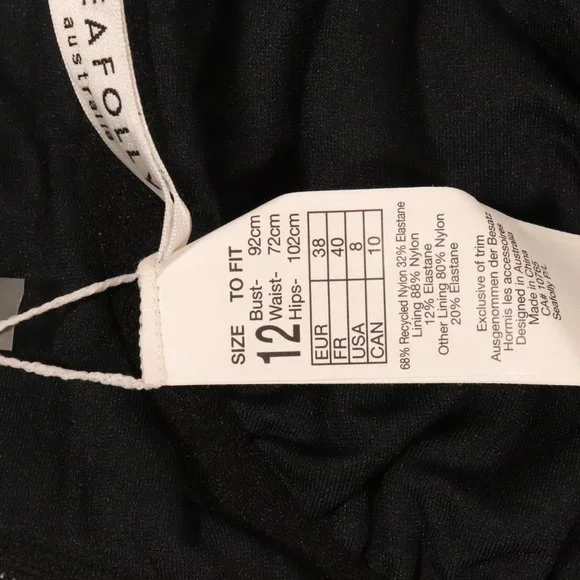 EAFOLLY
australia
SIZE TO FIT
12
Bust- 92cm
Waist- 72cm
Hips- 102cm
EUR 38
FR 40
USA 8
CAN 10
68% Recycled Nylon 32% Elastane
Lining 88% Nylon
12% Elastane
Other Lining 80% Nylon
20% Elastane
Exclusive of trim
Ausgenommen der Besatz
Hormis les accessoires
Designed in Australia
Made in China
CA# 10765
Seafolly